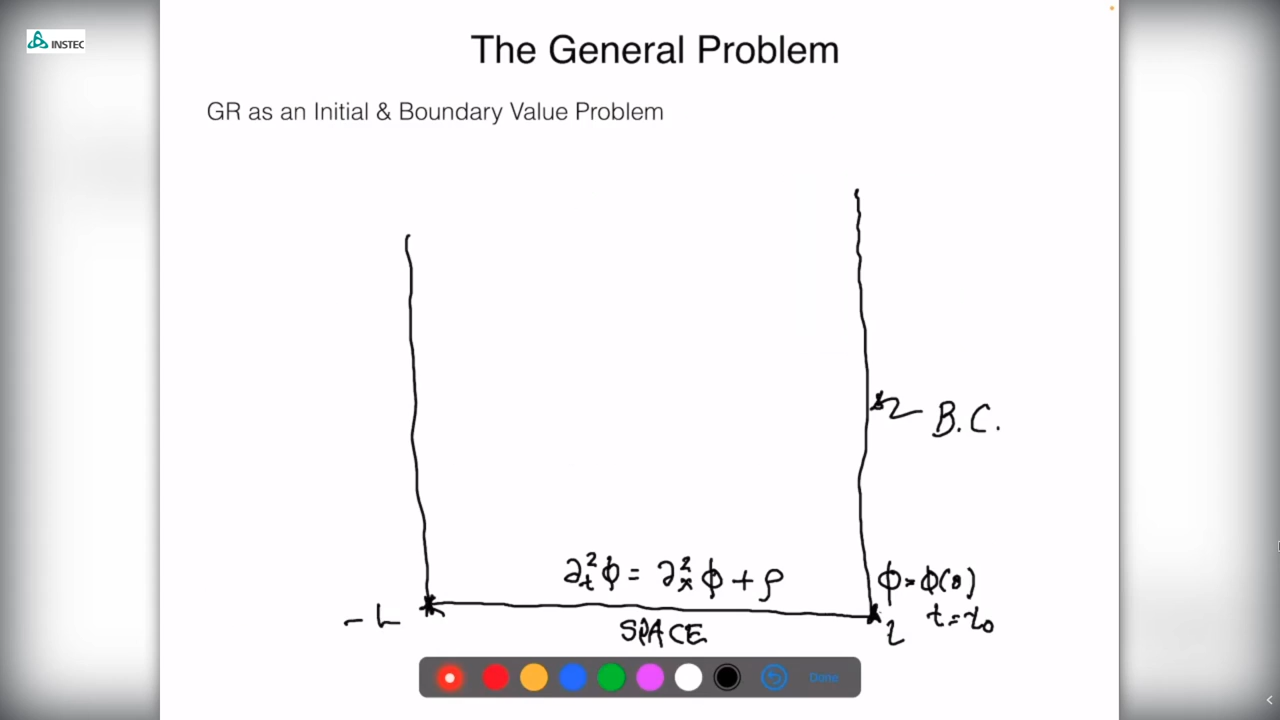 INSTEC
The General Problem
GR as an Initial & Boundary Value Problem
B.C.
∂²ₜϕ = ∂²ₓϕ + ρ
ϕ = ϕ(0)
t = t₀
- L
SPACE
L
Done